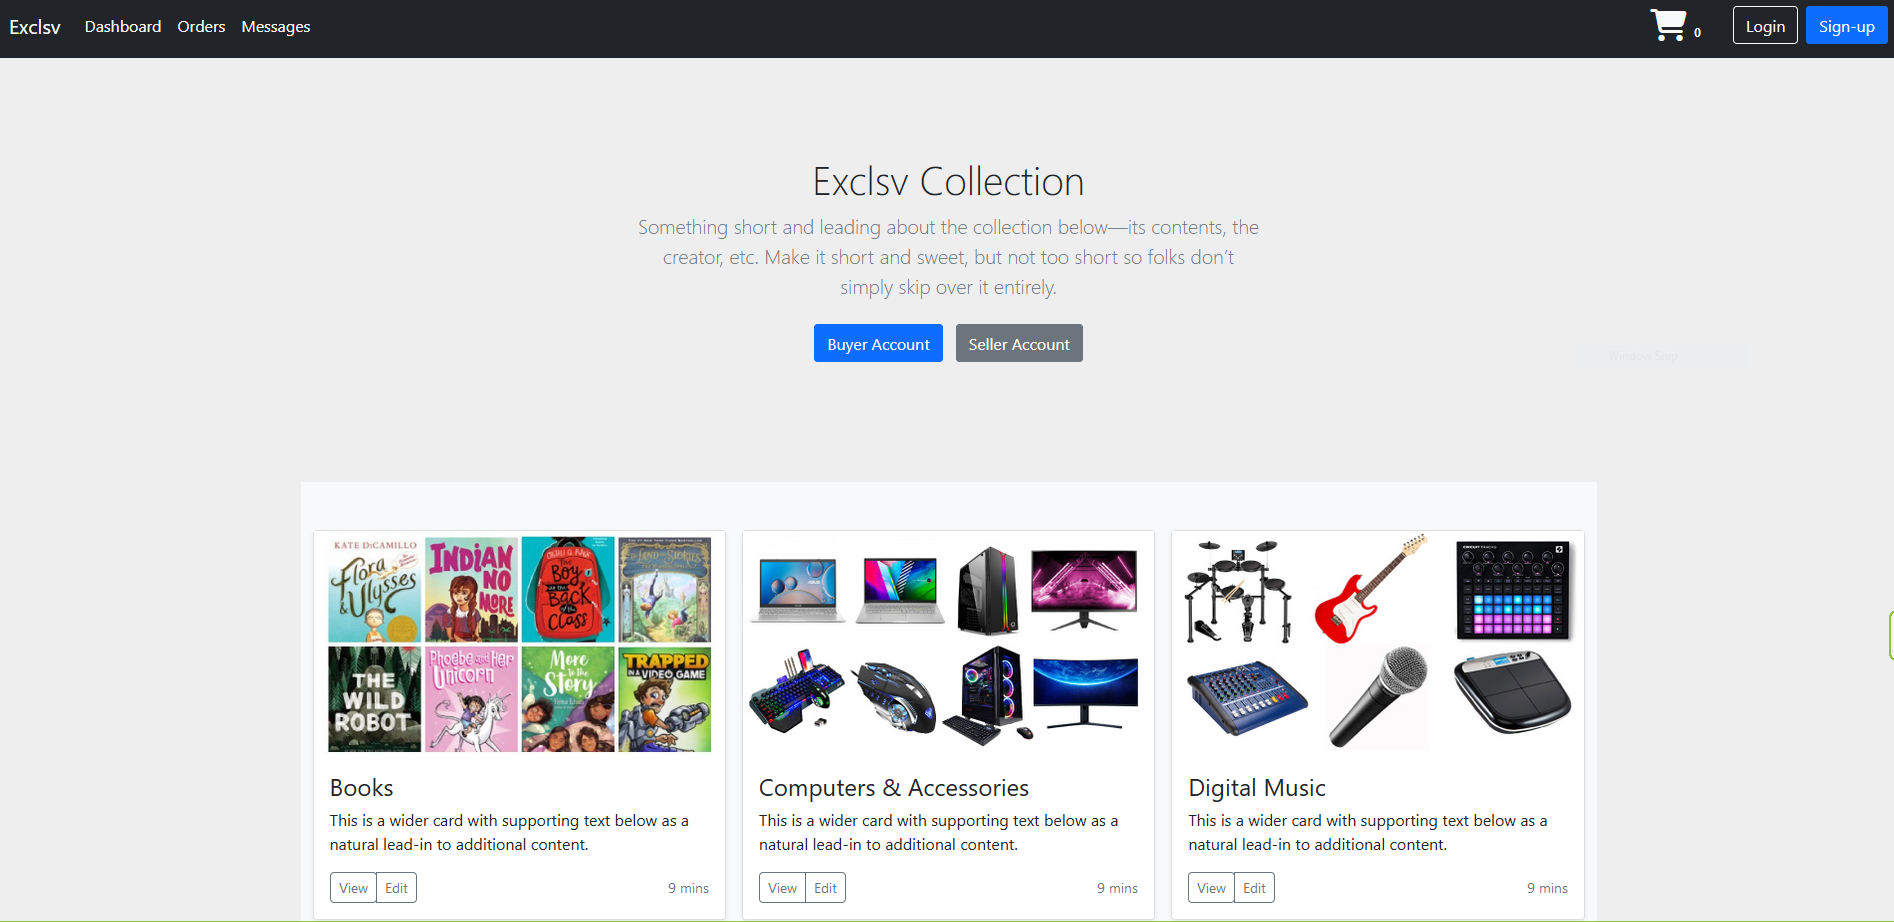 Exclsv Dashboard Orders Messages 0 Login Sign-up
Exclsv Collection
Something short and leading about the collection below—its contents, the
creator, etc. Make it short and sweet, but not too short so folks don’t
simply skip over it entirely.
Buyer Account Seller Account
Window Snip
KATE DiCAMILLO
Flora
& Ulysses
INDIAN
NO
MORE
The
Boy
at the
Back
of the
Class
THE LAND OF STORIES
THE
WILD
ROBOT
Phoebe and Her
Unicorn
More
to the
Story
TRAPPED
IN A VIDEO GAME
CIRCUIT TRACKS
Books
This is a wider card with supporting text below as a
natural lead-in to additional content.
View Edit 9 mins
Computers & Accessories
This is a wider card with supporting text below as a
natural lead-in to additional content.
View Edit 9 mins
Digital Music
This is a wider card with supporting text below as a
natural lead-in to additional content.
View Edit 9 mins